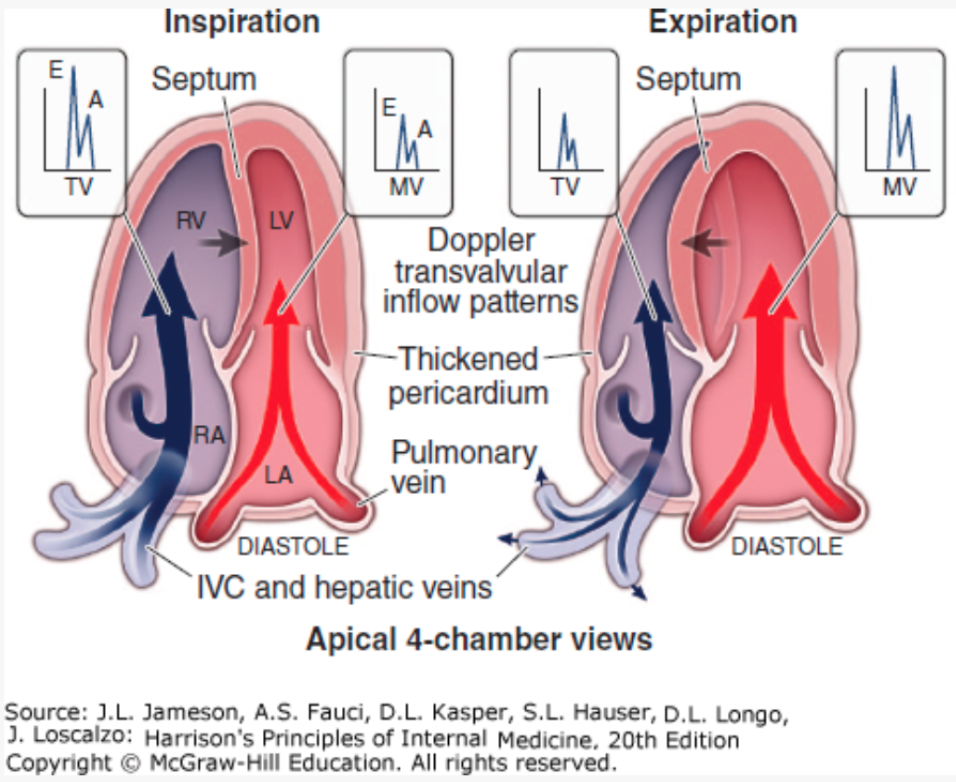 Inspiration
Expiration
E
A
TV
Septum
E
A
MV
TV
Septum
MV
RV
LV
Doppler
transvalvular
inflow patterns
Thickened
pericardium
RA
LA
Pulmonary
vein
DIASTOLE
DIASTOLE
IVC and hepatic veins
Apical 4-chamber views
Source: J.L. Jameson, A.S. Fauci, D.L. Kasper, S.L. Hauser, D.L. Longo,
J. Loscalzo: Harrison's Principles of Internal Medicine, 20th Edition
Copyright © McGraw-Hill Education. All rights reserved.